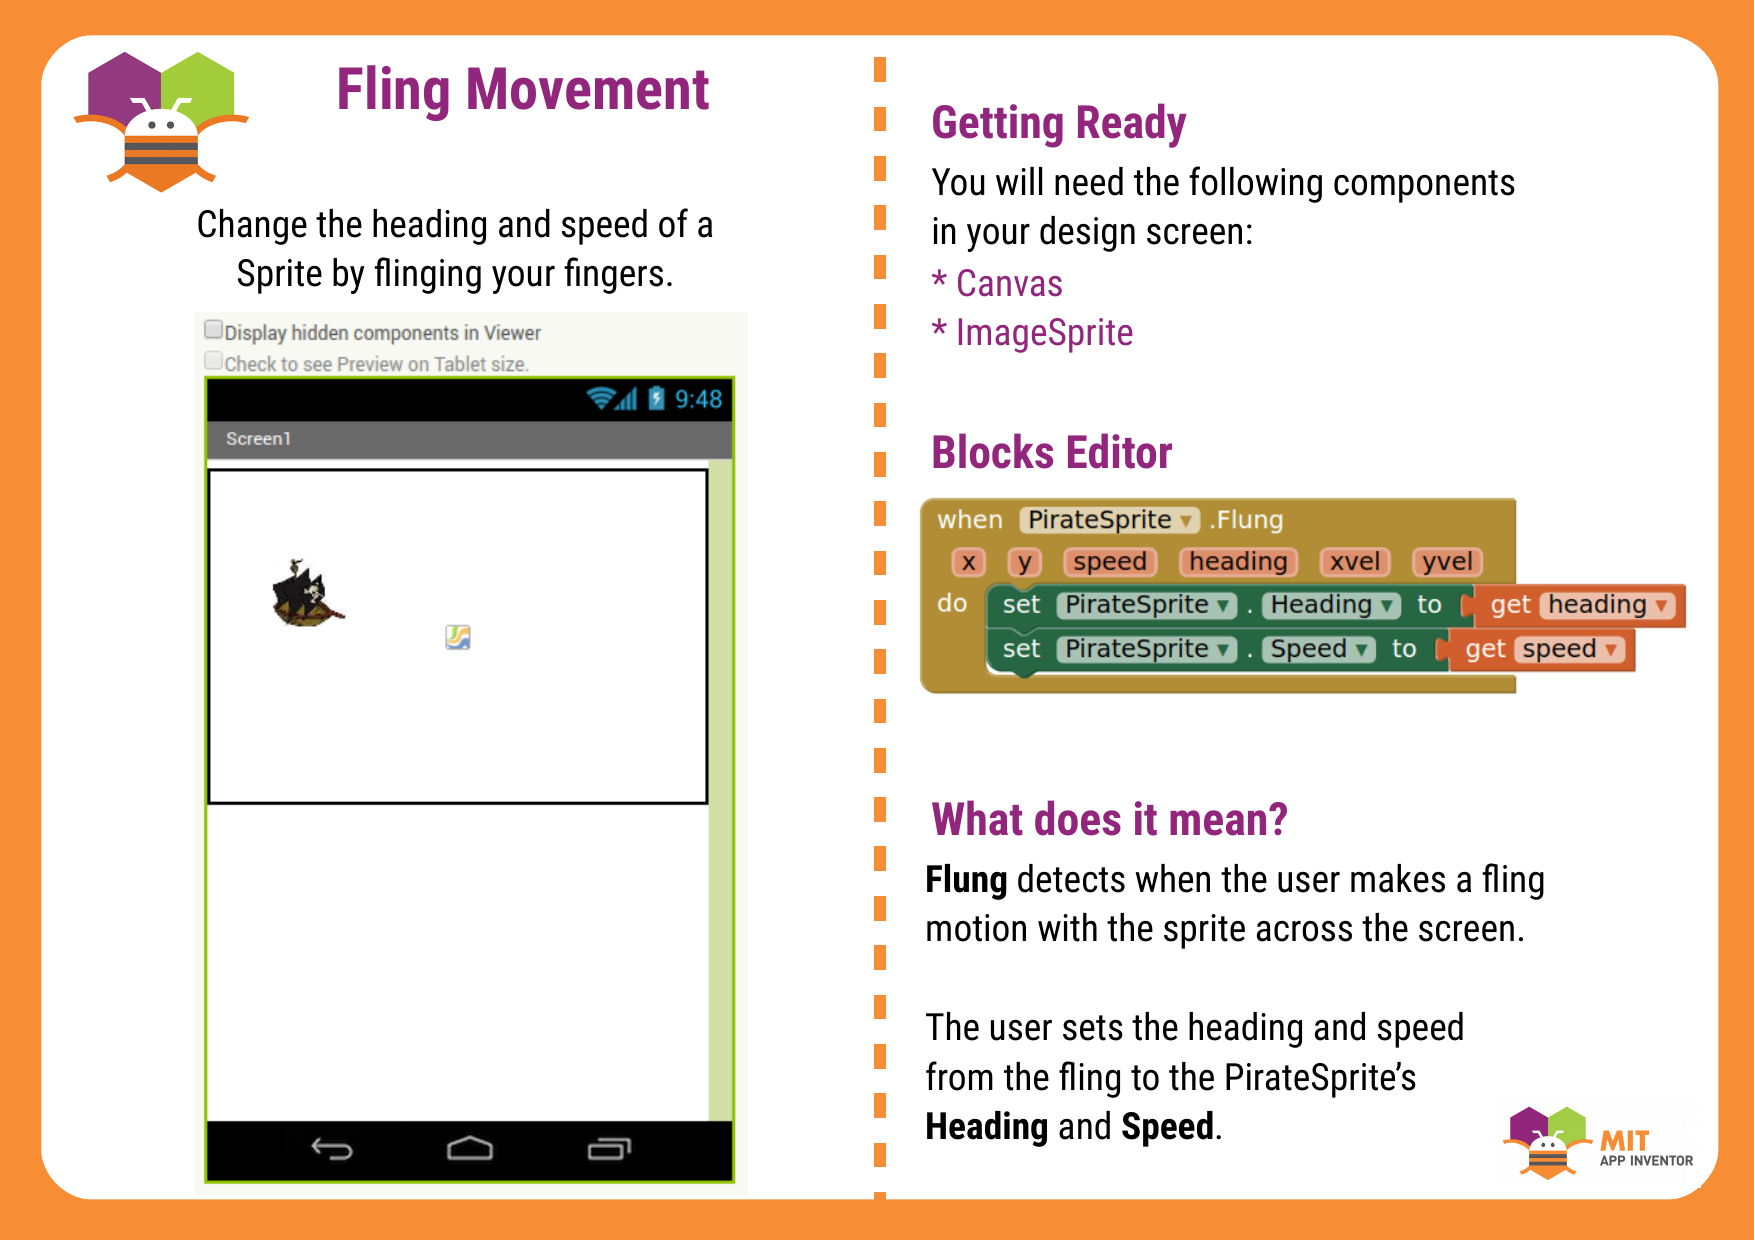 Fling Movement
Change the heading and speed of a
Sprite by flinging your fingers.
Display hidden components in Viewer
Check to see Preview on Tablet size.
9:48
Screen1
Getting Ready
You will need the following components
in your design screen:
* Canvas
* ImageSprite
Blocks Editor
when PirateSprite .Flung
x y speed heading xvel yvel
do set PirateSprite . Heading to get heading
set PirateSprite . Speed to get speed
What does it mean?
Flung detects when the user makes a fling
motion with the sprite across the screen.
The user sets the heading and speed
from the fling to the PirateSprite’s
Heading and Speed.
MIT
APP INVENTOR